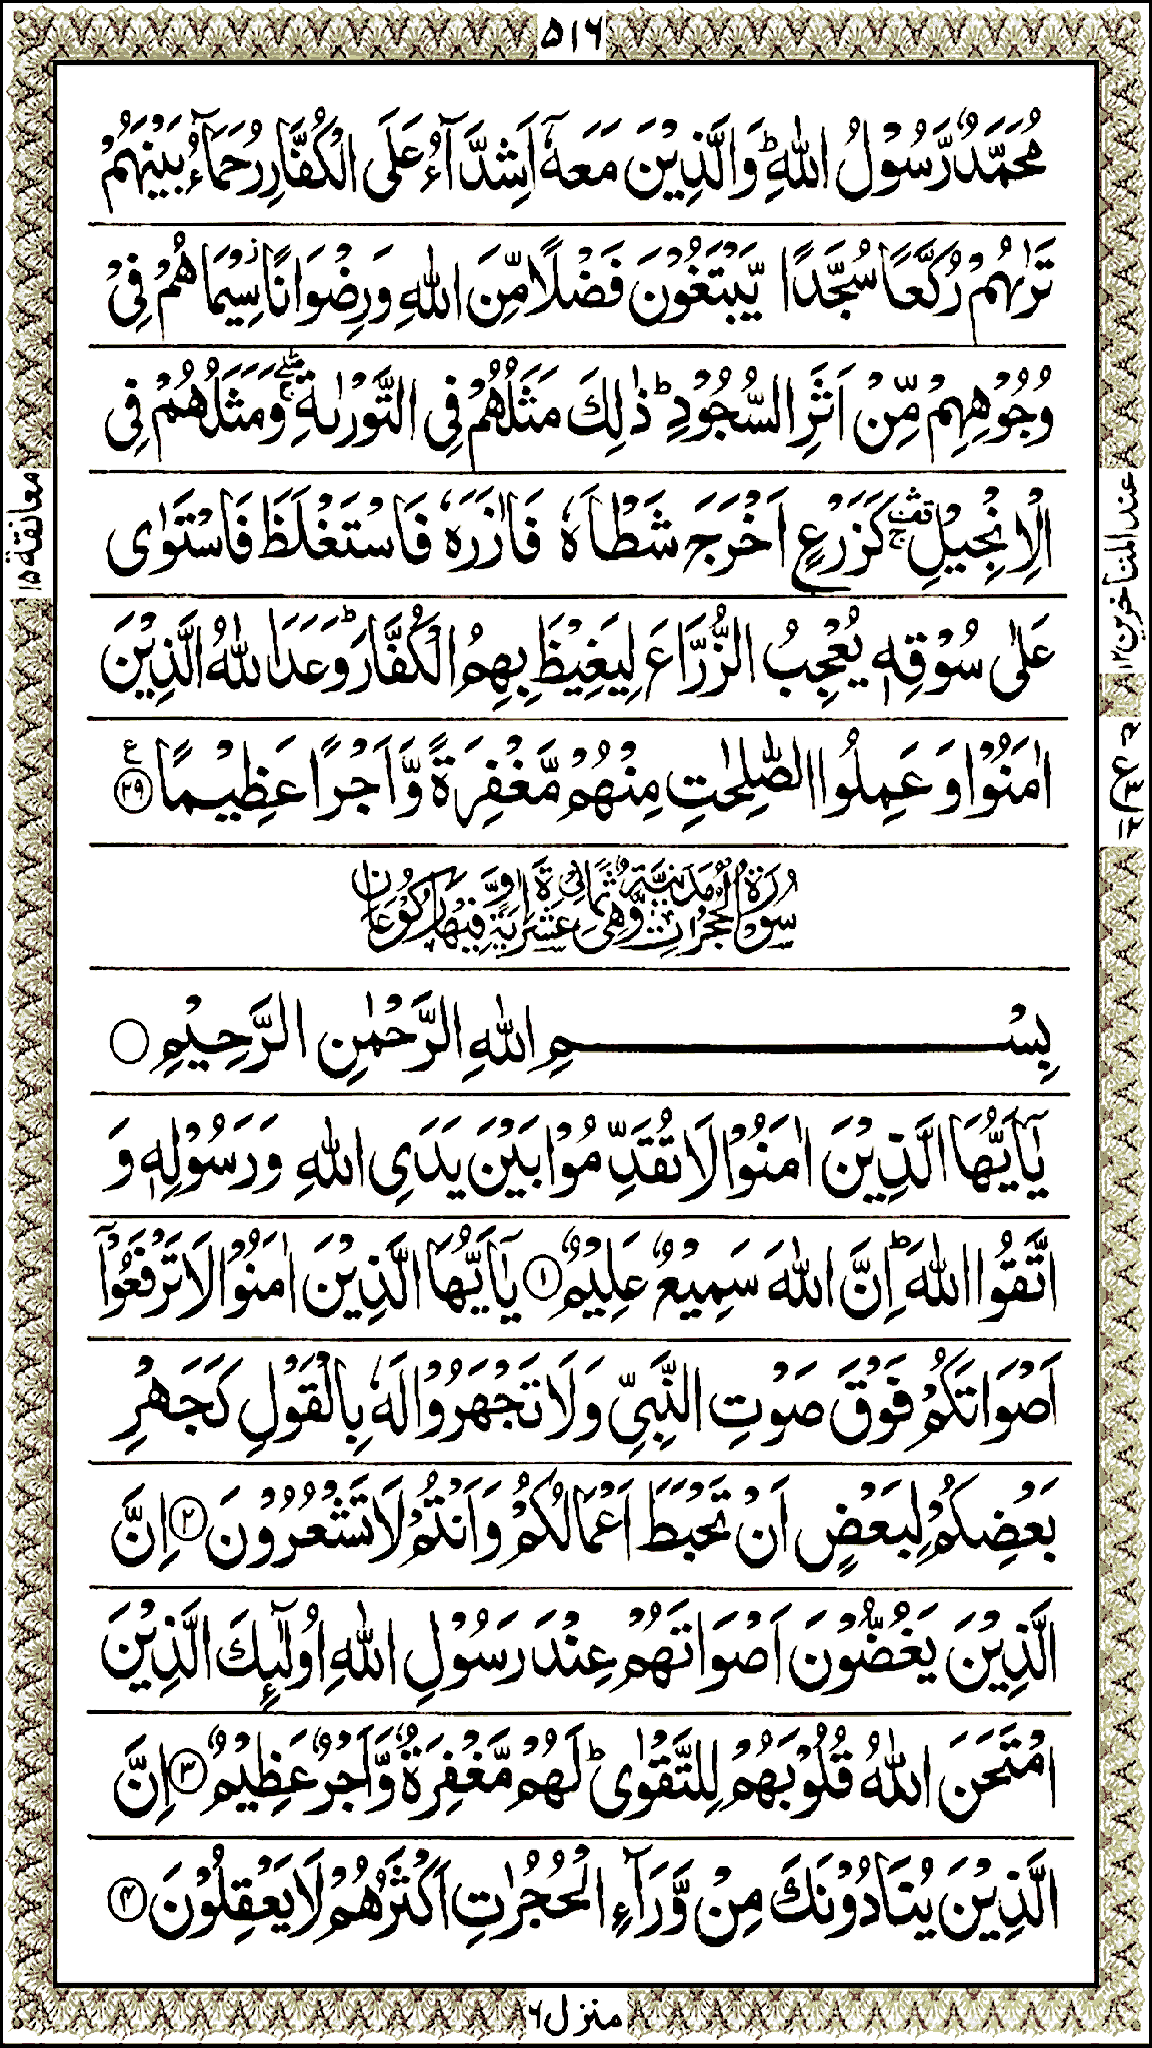 ٥١٦
مُحَمَّدٌ رَّسُوْلُ اللّٰهِ ؕ وَالَّذِيْنَ مَعَهٗۤ اَشِدَّآءُ عَلَى الْكُفَّارِ رُحَمَآءُ بَيْنَهُمْ
تَرٰىهُمْ رُكَّعًا سُجَّدًا يَّبْتَغُوْنَ فَضْلًا مِّنَ اللّٰهِ وَرِضْوَانًا سِيْمَاهُمْ فِيْ
وُجُوْهِهِمْ مِّنْ اَثَرِ السُّجُوْدِ ؕ ذٰلِكَ مَثَلُهُمْ فِى التَّوْرٰىةِ ۛۚ وَمَثَلُهُمْ فِى
الْاِنْجِيْلِ ۛۚ كَزَرْعٍ اَخْرَجَ شَطْاَهٗ فَاٰزَرَهٗ فَاسْتَغْلَظَ فَاسْتَوٰى
عَلٰى سُوْقِهٖ يُعْجِبُ الزُّرَّاعَ لِيَغِيْظَ بِهِمُ الْكُفَّارَ ؕ وَعَدَ اللّٰهُ الَّذِيْنَ
اٰمَنُوْا وَ عَمِلُوا الصّٰلِحٰتِ مِنْهُمْ مَّغْفِرَةً وَّاَجْرًا عَظِيْمًا ﴿٢٩﴾ ع
سُوْرَةُ الْحُجُرٰتِ مَدَنِيَّةٌ وَّهِيَ ثَمَانِيْ عَشْرَةَ اٰيَةً وَّفِيْهَا رُكُوْعَانِ
بِسْمِ اللّٰهِ الرَّحْمٰنِ الرَّحِيْمِ
يٰۤاَيُّهَا الَّذِيْنَ اٰمَنُوْا لَا تُقَدِّمُوْا بَيْنَ يَدَىِ اللّٰهِ وَرَسُوْلِهٖ وَ
اتَّقُوا اللّٰهَ ؕ اِنَّ اللّٰهَ سَمِيْعٌ عَلِيْمٌ ﴿١﴾ يٰۤاَيُّهَا الَّذِيْنَ اٰمَنُوْا لَا تَرْفَعُوْۤا
اَصْوَاتَكُمْ فَوْقَ صَوْتِ النَّبِىِّ وَلَا تَجْهَرُوْا لَهٗ بِالْقَوْلِ كَجَهْرِ
بَعْضِكُمْ لِبَعْضٍ اَنْ تَحْبَطَ اَعْمَالُكُمْ وَاَنْتُمْ لَا تَشْعُرُوْنَ ﴿٢﴾ اِنَّ
الَّذِيْنَ يَغُضُّوْنَ اَصْوَاتَهُمْ عِنْدَ رَسُوْلِ اللّٰهِ اُولٰٓئِكَ الَّذِيْنَ
امْتَحَنَ اللّٰهُ قُلُوْبَهُمْ لِلتَّقْوٰى ؕ لَهُمْ مَّغْفِرَةٌ وَّاَجْرٌ عَظِيْمٌ ﴿٣﴾ اِنَّ
الَّذِيْنَ يُنَادُوْنَكَ مِنْ وَّرَآءِ الْحُجُرٰتِ اَكْثَرُهُمْ لَا يَعْقِلُوْنَ ﴿٤﴾
معانقة ١٥
عند المتاخرين ١٢
ع
منزل ٦